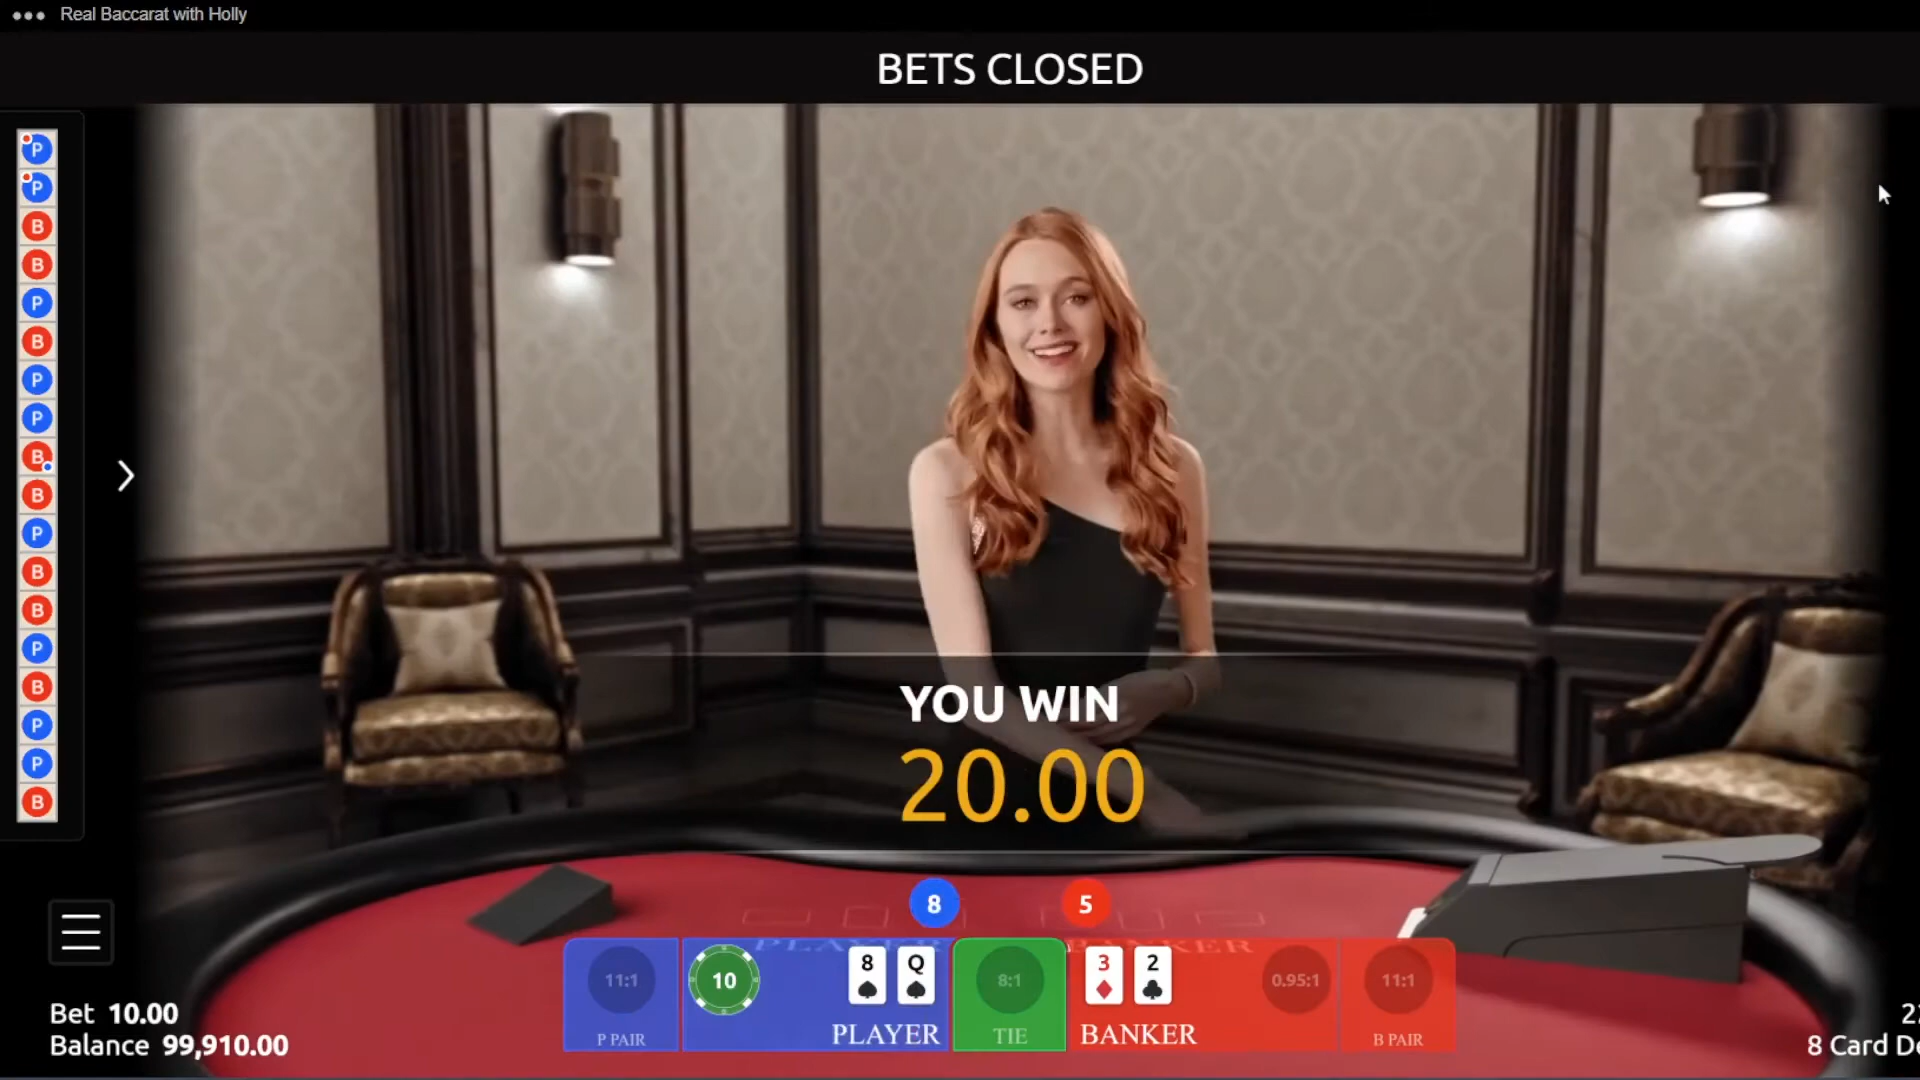 Real Baccarat with Holly
BETS CLOSED
P
P
B
B
P
B
P
P
B
B
P
B
B
P
B
P
P
B
YOU WIN
20.00
8 5
11:1 10 8 Q 8:1 3 2 0.95:1 11:1
P PAIR PLAYER TIE BANKER B PAIR
Bet 10.00
Balance 99,910.00
8 Card